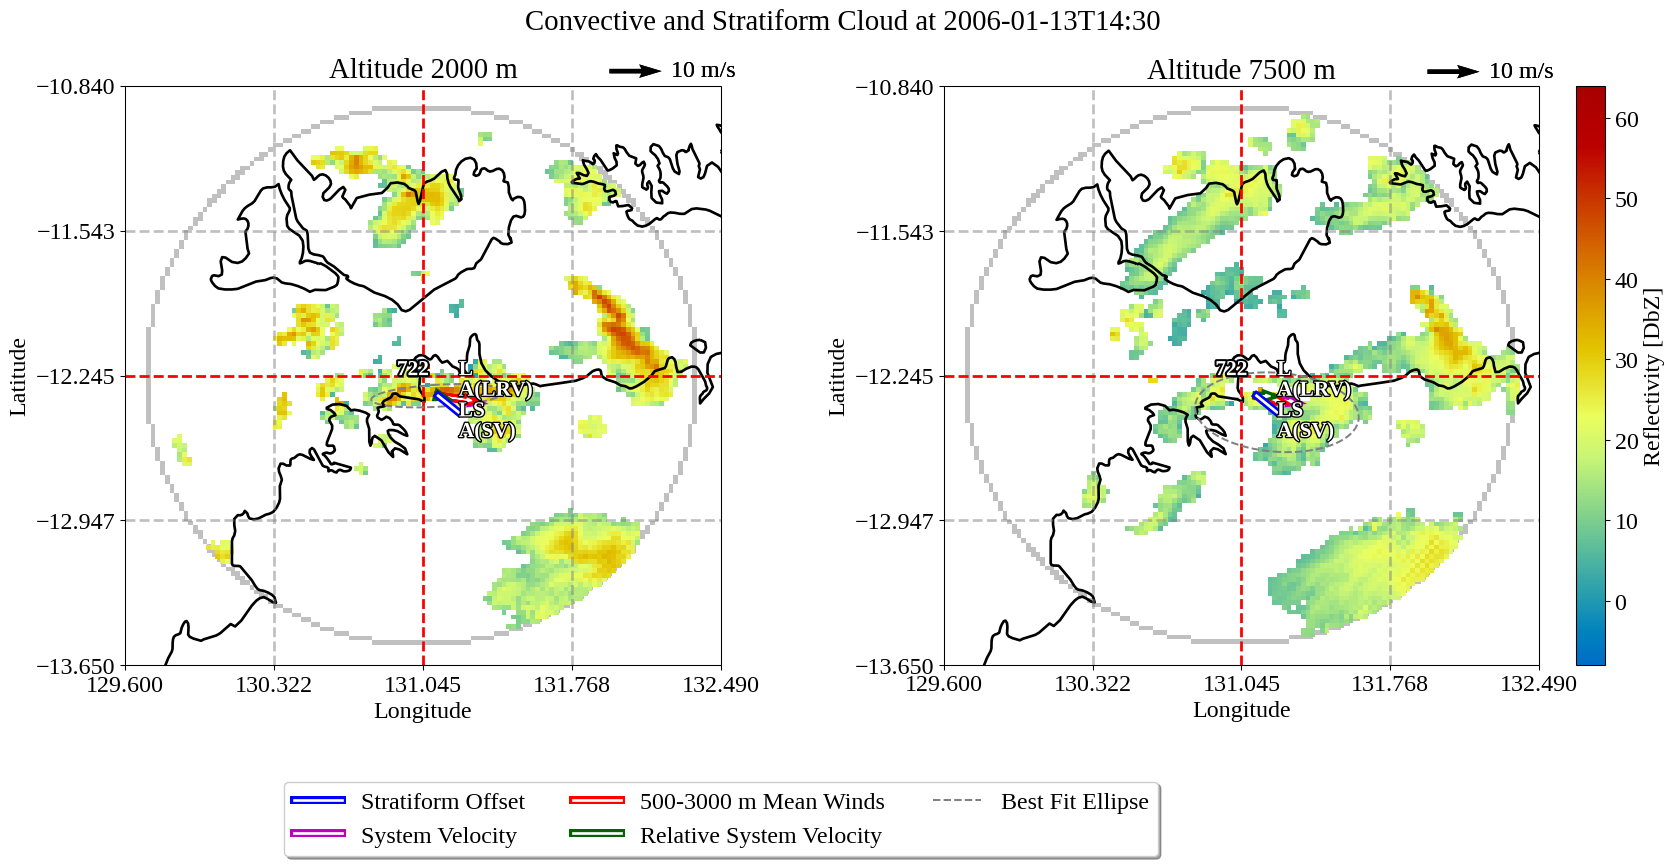 Convective and Stratiform Cloud at 2006-01-13T14:30
Altitude 2000 m
10 m/s
Altitude 7500 m
10 m/s
−10.840
−11.543
−12.245
−12.947
−13.650
Latitude
129.600
130.322
131.045
131.768
132.490
Longitude
722
L
A(LRV)
LS
A(SV)
−10.840
−11.543
−12.245
−12.947
−13.650
Latitude
129.600
130.322
131.045
131.768
132.490
Longitude
722
L
A(LRV)
LS
A(SV)
60
50
40
30
20
10
0
Reflectivity [DbZ]
Stratiform Offset
System Velocity
500-3000 m Mean Winds
Relative System Velocity
Best Fit Ellipse